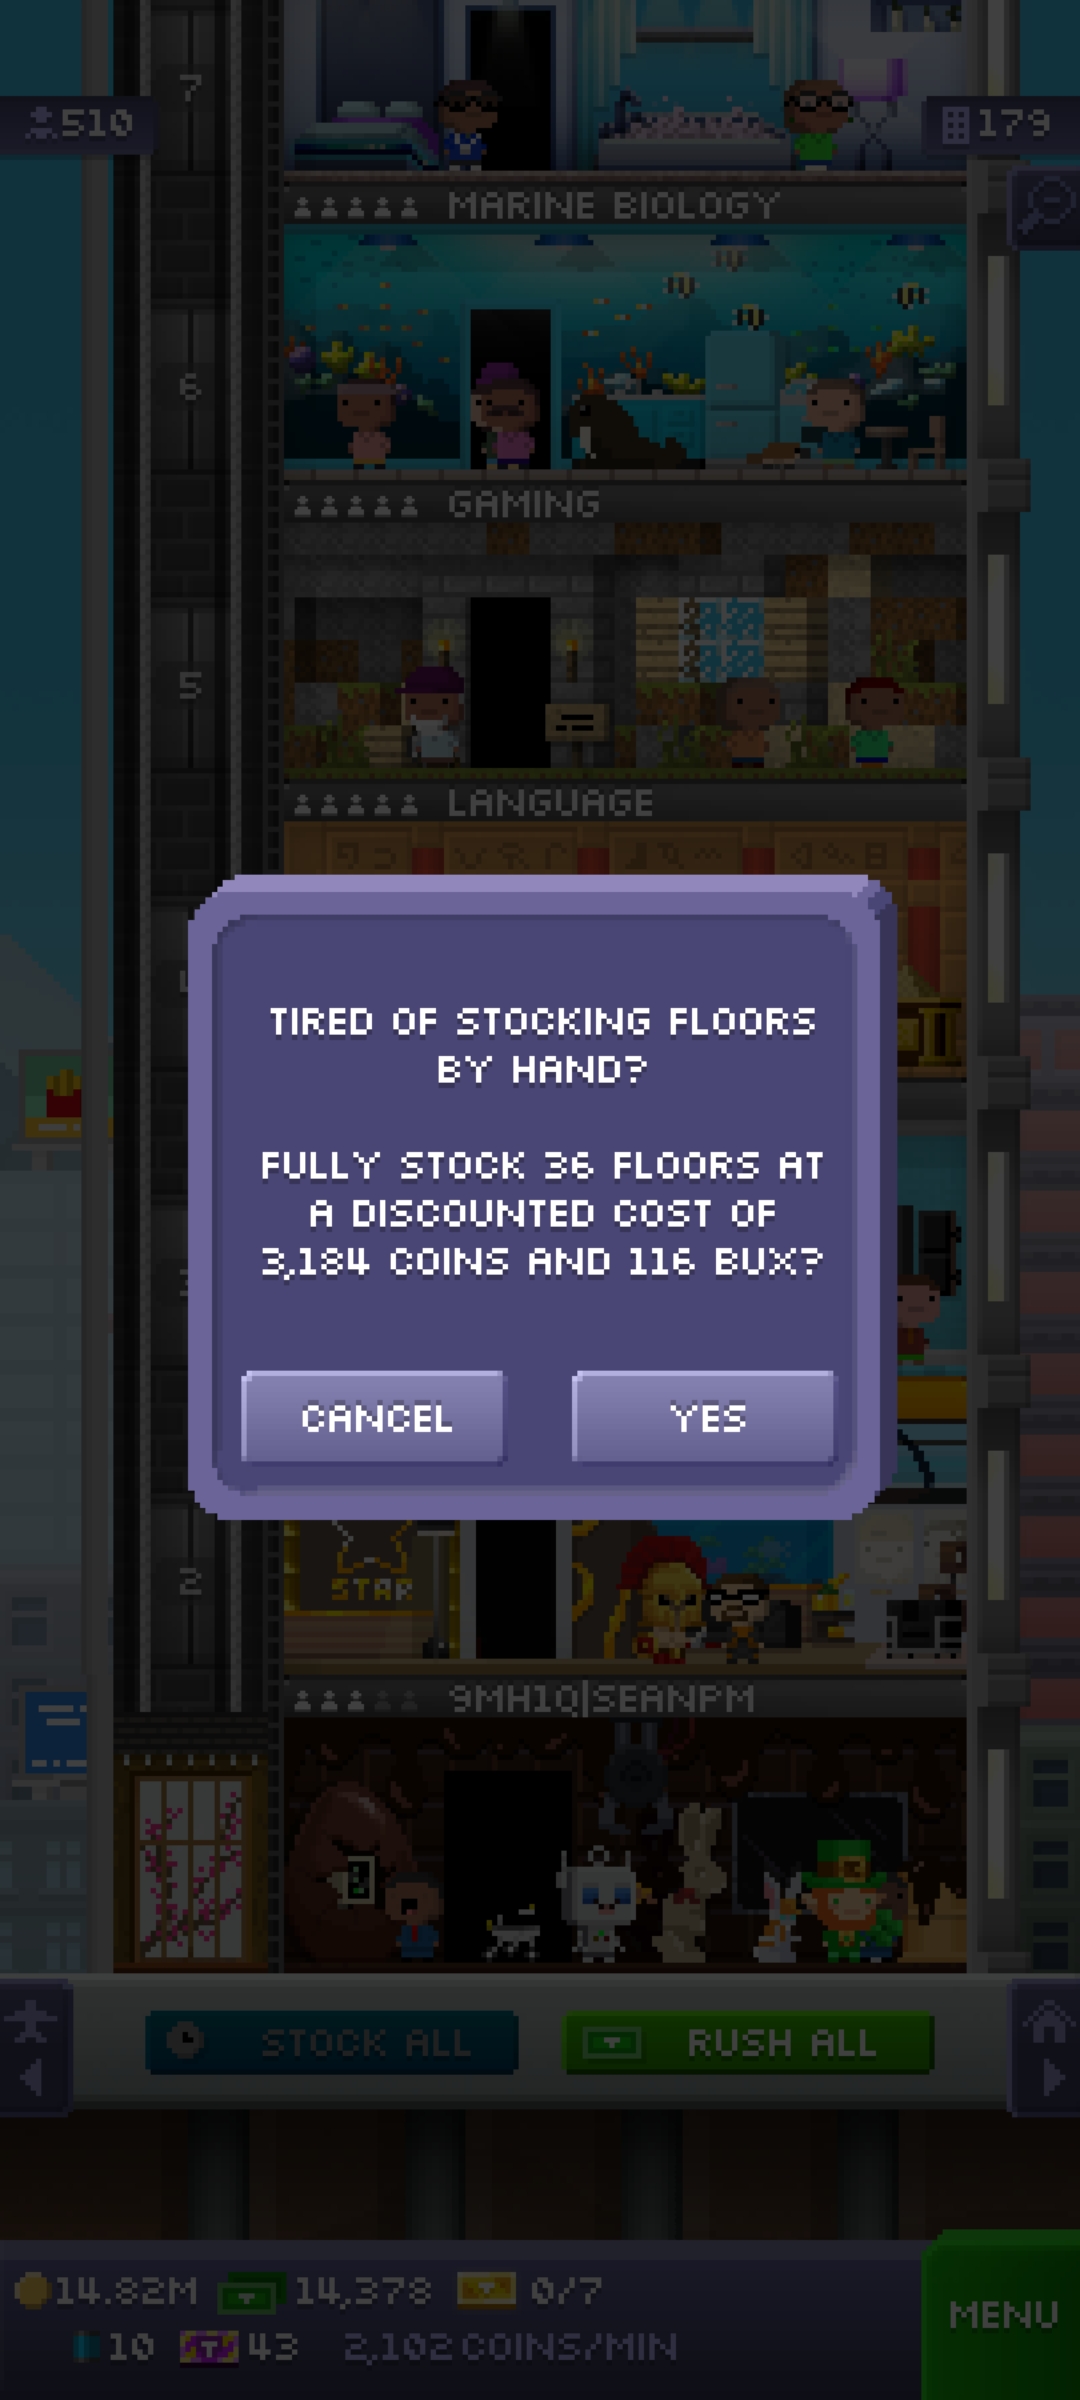 7
510
179
MARINE BIOLOGY
6
GAMING
5
LANGUAGE
TIRED OF STOCKING FLOORS
BY HAND?
FULLY STOCK 36 FLOORS AT
A DISCOUNTED COST OF
3,184 COINS AND 116 BUX?
CANCEL
YES
2
STAR
9MH1Q|SEANPM
STOCK ALL
RUSH ALL
14.82M
14,378
0/7
MENU
10
43
2,102 COINS/MIN